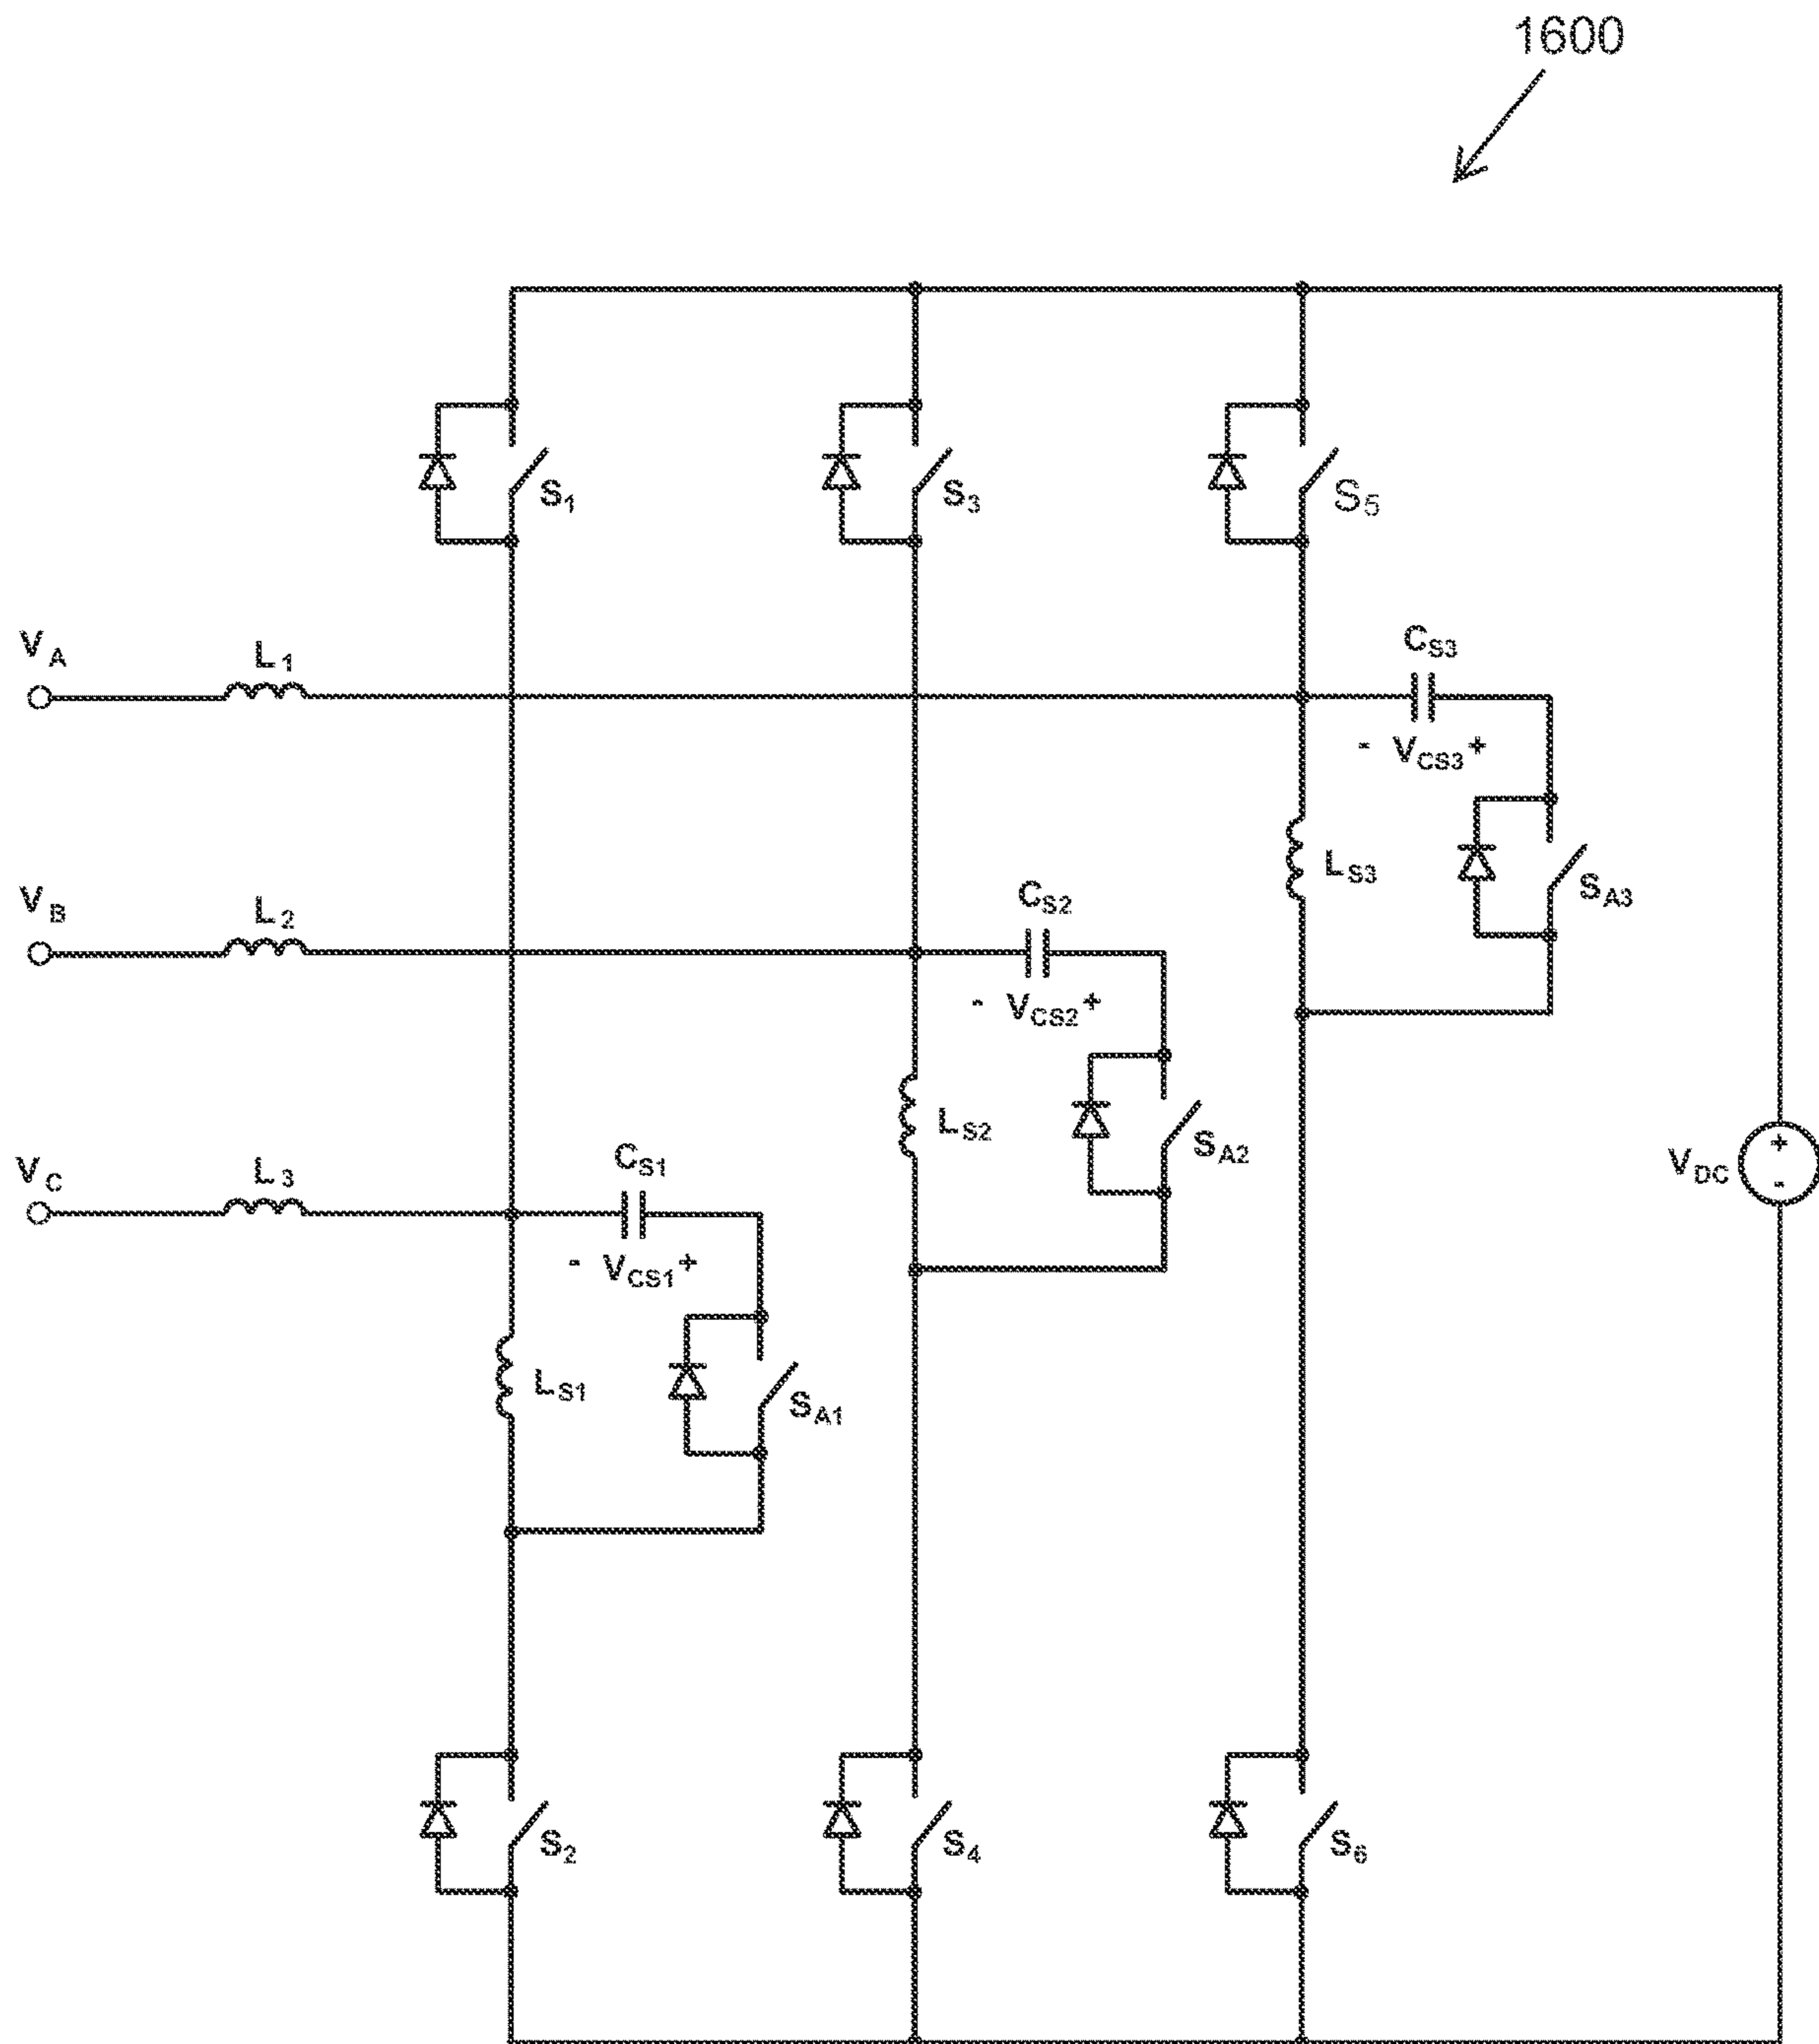 1600
S1
S3
S5
VA
L1
CS3
- VCS3 +
LS3
SA3
VB
L2
CS2
- VCS2 +
LS2
SA2
VC
L3
CS1
- VCS1 +
LS1
SA1
VDC
+
-
S2
S4
S6